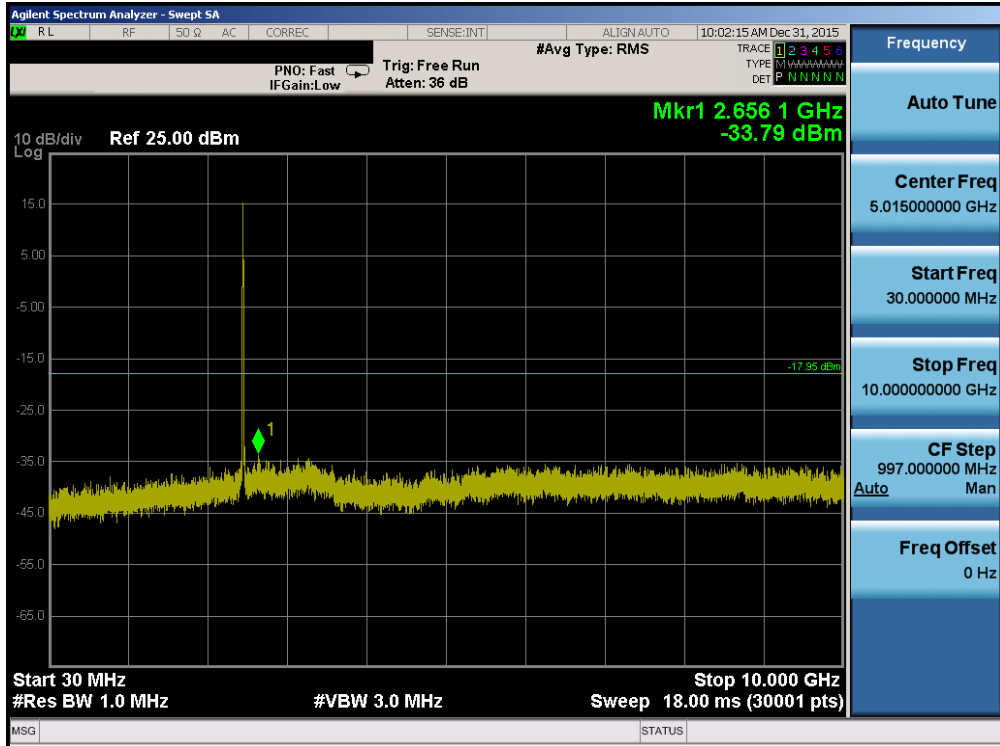 Agilent Spectrum Analyzer - Swept SA
LXI RL RF 50 Ω AC CORREC SENSE:INT ALIGN AUTO 10:02:15 AM Dec 31, 2015
#Avg Type: RMS TRACE 1 2 3 4 5 6
PNO: Fast Trig: Free Run TYPE M WWWWW
IFGain:Low Atten: 36 dB DET P N N N N N
Mkr1 2.656 1 GHz
-33.79 dBm
10 dB/div Ref 25.00 dBm
Log
15.0
5.00
-5.00
-15.0
-17.95 dBm
-25.0
1
-35.0
-45.0
-55.0
-65.0
Start 30 MHz Stop 10.000 GHz
#Res BW 1.0 MHz #VBW 3.0 MHz Sweep 18.00 ms (30001 pts)
MSG STATUS
Frequency
Auto Tune
Center Freq
5.015000000 GHz
Start Freq
30.000000 MHz
Stop Freq
10.000000000 GHz
CF Step
997.000000 MHz
Auto Man
Freq Offset
0 Hz